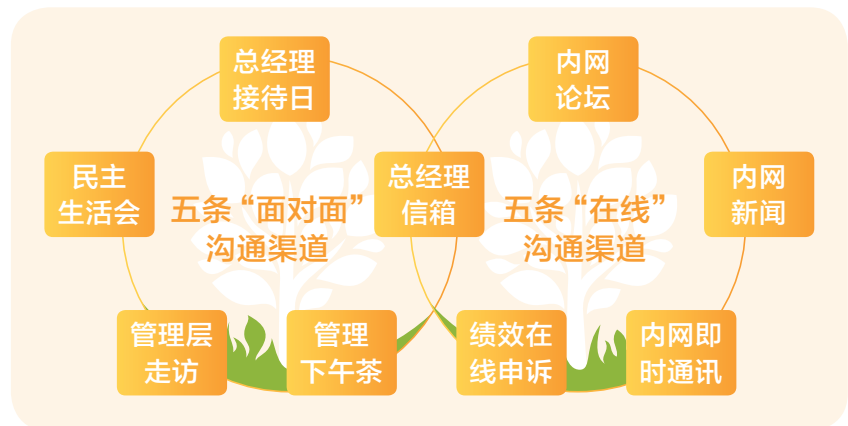 总经理
接待日
内网
论坛
民主
生活会
总经理
信箱
内网
新闻
五条“面对面”
沟通渠道
五条“在线”
沟通渠道
管理层
走访
管理
下午茶
绩效在
线申诉
内网即
时通讯